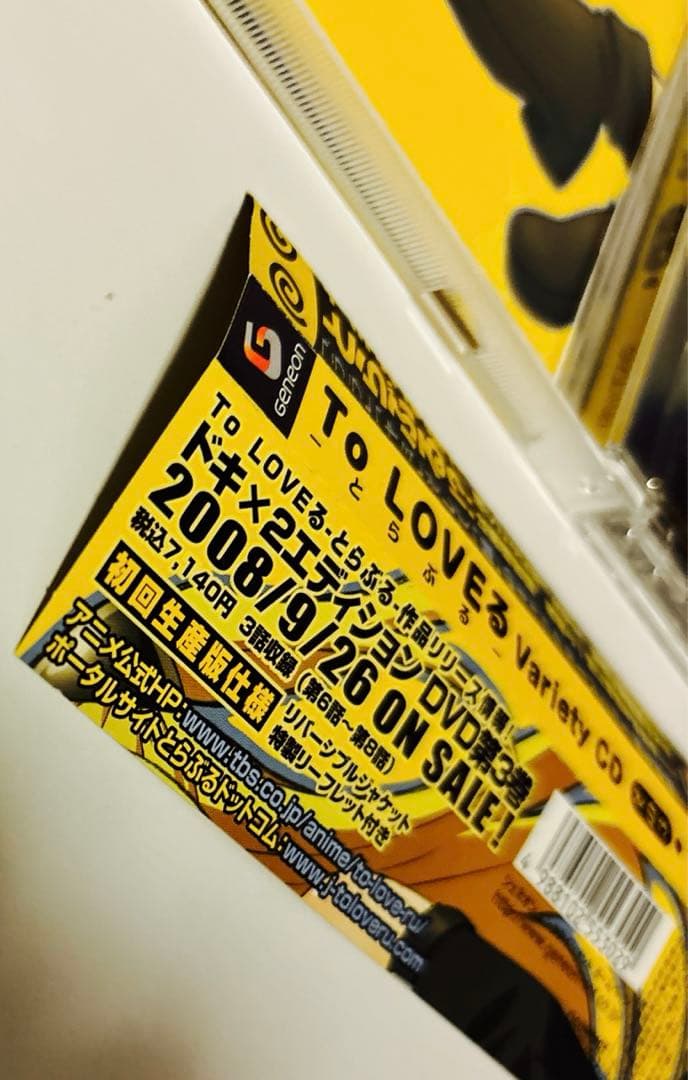 GENEON
To LOVEる Variety CD
―とらぶる―
To LOVEる-とらぶる-作品リリース情報!
ドキ×2エディション DVD第3巻
2008/9/26 ON SALE!
税込7,140円 3話収録(第6話~第8話)
初回生産版仕様
リバーシブルジャケット
特製リーフレット付き
アニメ公式HP:www.tbs.co.jp/anime/to-love-ru/
ポータルサイトとらぶるドットコム:www.j-toloveru.com